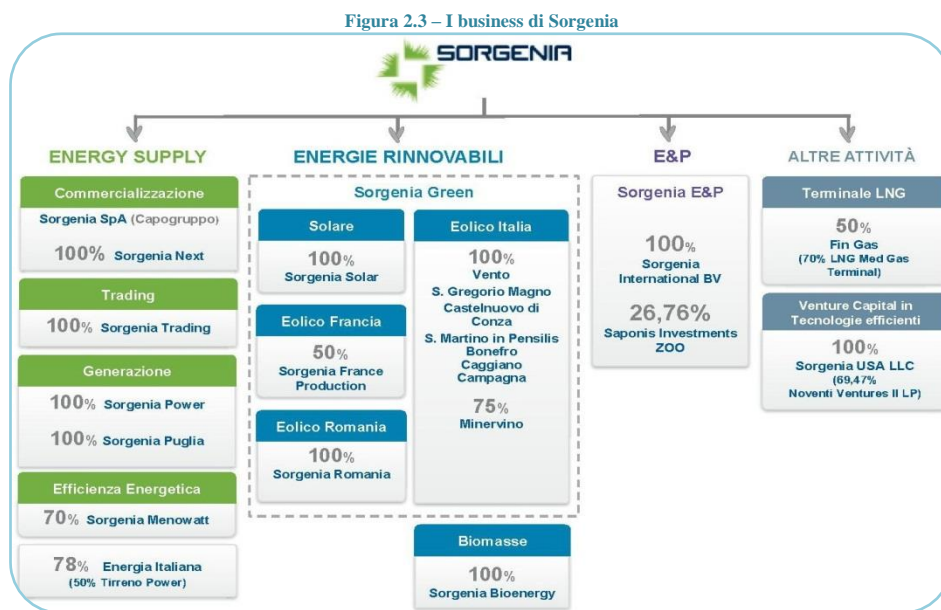 Figura 2.3 – I business di Sorgenia
SORGENIA
ENERGY SUPPLY
Commercializzazione
Sorgenia SpA (Capogruppo)
100% Sorgenia Next
Trading
100% Sorgenia Trading
Generazione
100% Sorgenia Power
100% Sorgenia Puglia
Efficienza Energetica
70% Sorgenia Menowatt
78% Energia Italiana
(50% Tirreno Power)
ENERGIE RINNOVABILI
Sorgenia Green
Solare
100%
Sorgenia Solar
Eolico Francia
50%
Sorgenia France
Production
Eolico Romania
100%
Sorgenia Romania
Eolico Italia
100%
Vento
S. Gregorio Magno
Castelnuovo di
Conza
S. Martino in Pensilis
Bonefro
Caggiano
Campagna
75%
Minervino
Biomasse
100%
Sorgenia Bioenergy
E&P
Sorgenia E&P
100%
Sorgenia
International BV
26,76%
Saponis Investments
ZOO
ALTRE ATTIVITÀ
Terminale LNG
50%
Fin Gas
(70% LNG Med Gas
Terminal)
Venture Capital in
Tecnologie efficienti
100%
Sorgenia USA LLC
(69,47%
Noventi Ventures II LP)